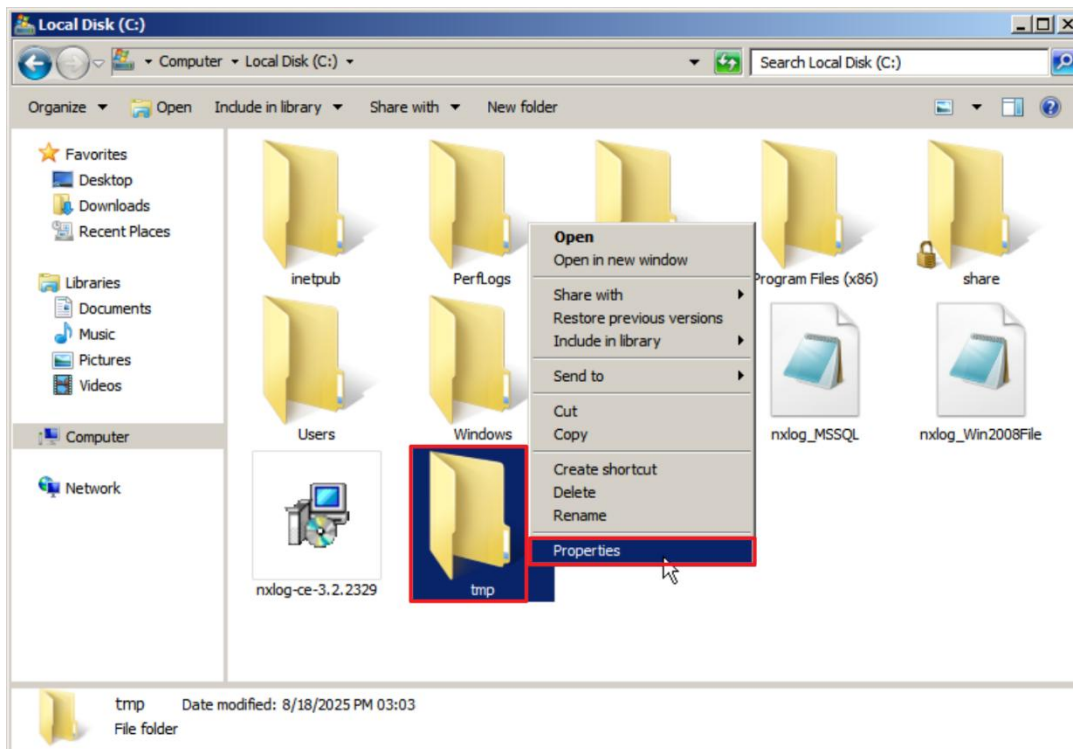 Local Disk (C:)
Computer Local Disk (C:)
Search Local Disk (C:)
Organize Open Include in library Share with New folder
Favorites
Desktop
Downloads
Recent Places
Libraries
Documents
Music
Pictures
Videos
Computer
Network
inetpub PerfLogs Program Files (x86) share
Users Windows nxlog_MSSQL nxlog_Win2008File
nxlog-ce-3.2.2329 tmp
Open
Open in new window
Share with
Restore previous versions
Include in library
Send to
Cut
Copy
Create shortcut
Delete
Rename
Properties
tmp Date modified: 8/18/2025 PM 03:03
File folder